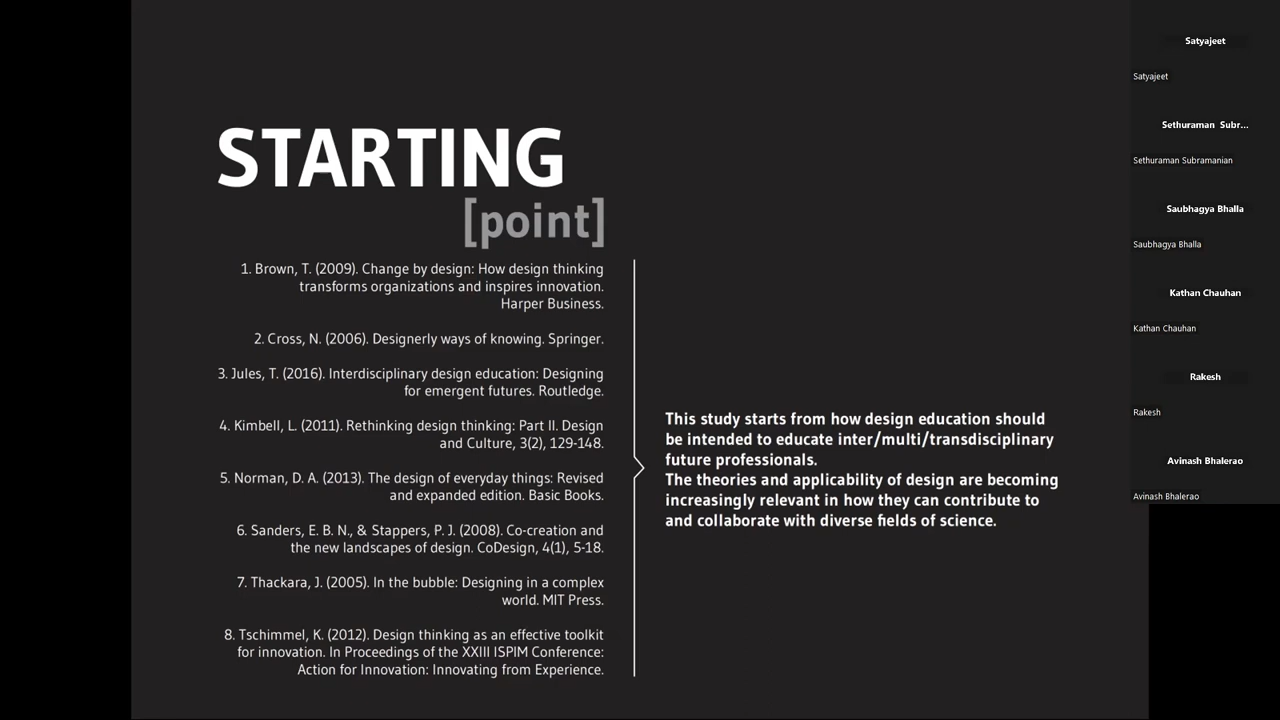 STARTING
[point]
1. Brown, T. (2009). Change by design: How design thinking
transforms organizations and inspires innovation.
Harper Business.
2. Cross, N. (2006). Designerly ways of knowing. Springer.
3. Jules, T. (2016). Interdisciplinary design education: Designing
for emergent futures. Routledge.
4. Kimbell, L. (2011). Rethinking design thinking: Part II. Design
and Culture, 3(2), 129-148.
5. Norman, D. A. (2013). The design of everyday things: Revised
and expanded edition. Basic Books.
6. Sanders, E. B. N., & Stappers, P. J. (2008). Co-creation and
the new landscapes of design. CoDesign, 4(1), 5-18.
7. Thackara, J. (2005). In the bubble: Designing in a complex
world. MIT Press.
8. Tschimmel, K. (2012). Design thinking as an effective toolkit
for innovation. In Proceedings of the XXIII ISPIM Conference:
Action for Innovation: Innovating from Experience.
This study starts from how design education should
be intended to educate inter/multi/transdisciplinary
future professionals.
The theories and applicability of design are becoming
increasingly relevant in how they can contribute to
and collaborate with diverse fields of science.
Satyajeet
Satyajeet
Sethuraman Subr...
Sethuraman Subramanian
Saubhagya Bhalla
Saubhagya Bhalla
Kathan Chauhan
Kathan Chauhan
Rakesh
Rakesh
Avinash Bhalerao
Avinash Bhalerao